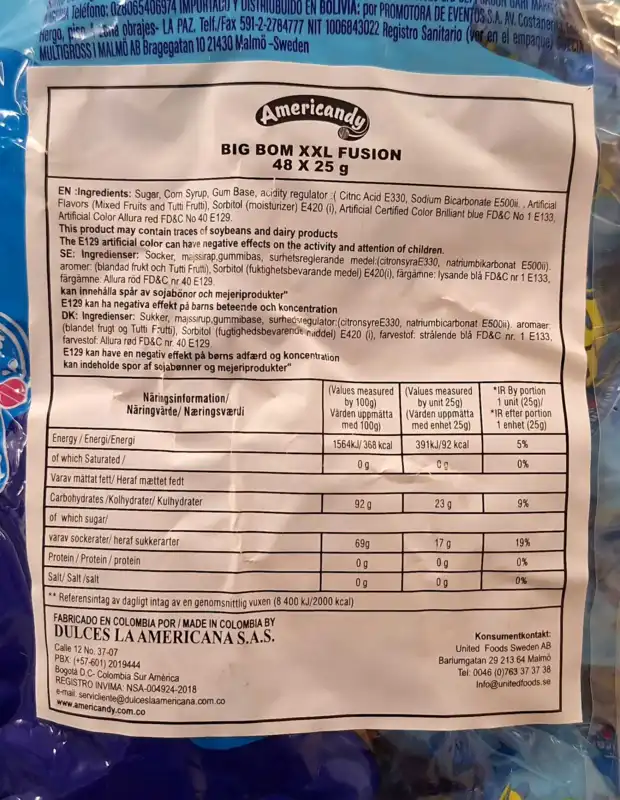 Teléfono: 028065406974 IMPORTADO Y DISTRIBUIDO EN BOLIVIA: por PROMOTORA DE EVENTOS S.A. AV. Costaner
obrajes- LA PAZ. Telf./Fax 591-2-2784777 NIT 1006843022 Registro Sanitario (ver en el empaque)
MULTIGROSS I MALMÖ AB Bragegatan 10 21430 Malmö -Sweden
Americandy
BIG BOM XXL FUSION
48 X 25 g
EN :Ingredients: Sugar, Corn Syrup, Gum Base, acidity regulator :( Citric Acid E330, Sodium Bicarbonate E500ii. , Artificial
Flavors (Mixed Fruits and Tutti Frutti), Sorbitol (moisturizer) E420 (i), Artificial Certified Color Brilliant blue FD&C No 1 E133,
Artificial Color Allura red FD&C No 40 E129.
This product may contain traces of soybeans and dairy products
The E129 artificial color can have negative effects on the activity and attention of children.
SE: Ingredienser: Socker, majssirap,gummibas, surhetsreglerande medel:(citronsyraE330, natriumbikarbonat E500ii).
aromer: (blandad frukt och Tutti Frutti), Sorbitol (fuktighetsbevarande medel) E420(i), färgämne: lysande blå FD&C nr 1 E133,
färgämne: Allura röd FD&C nr 40 E129.
kan innehålla spår av sojabönor och mejeriprodukter"
E129 kan ha negativa effekt på barns beteende och koncentration
DK: Ingredienser: Sukker, majssirup,gummibase, surhedsregulator:(citronsyreE330, natriumbicarbonat E500ii). aromaer:
(blandet frugt og Tutti Frutti), Sorbitol (fugtighedsbevarende middel) E420 (i), farvestof: strålende blå FD&C nr. 1 E133,
farvestof: Allura rød FD&C nr. 40 E129.
E129 kan have en negativ effekt på børns adfærd og koncentration
kan indeholde spor af sojabønner og mejeriprodukter"
Näringsinformation/
Näringvärde/ Næringsværdi
(Values measured
by 100g)
Värden uppmätta
med 100g)
(Values measured
by unit 25g)
(Värden uppmätta
med enhet 25g)
*IR By portion
1 unit (25g)/
*IR efter portion
1 enhet (25g)
Energy / Energi/Energi 1564kJ/ 368 kcal 391kJ/92 kcal 5%
of which Saturated / 0 g 0 g 0%
Varav mättat fett/ Heraf mættet fedt
Carbohydrates /Kolhydrater/ Kulhydrater 92 g 23 g 9%
of which sugar/
varav sockerater/ heraf sukkerarter 69g 17 g 19%
Protein / Protein / protein 0 g 0 g 0%
Salt/ Salt /salt 0 g 0 g 0%
** Referensintag av dagligt intag av en genomsnittlig vuxen (8 400 kJ/2000 kcal)
FABRICADO EN COLOMBIA POR / MADE IN COLOMBIA BY
DULCES LA AMERICANA S.A.S.
Calle 12 No. 37-07
PBX: (+57-601) 2019444
Bogotá D.C- Colombia Sur América
REGISTRO INVIMA: NSA-004924-2018
e-mail. servicliente@dulceslaamericana.com.co
www.americandy.com.co
Konsumentkontakt:
United Foods Sweden AB
Barlumgatan 29 213 64 Malmö
Tel: 0046 (0)763 37 37 38
Info@unitedfoods.se